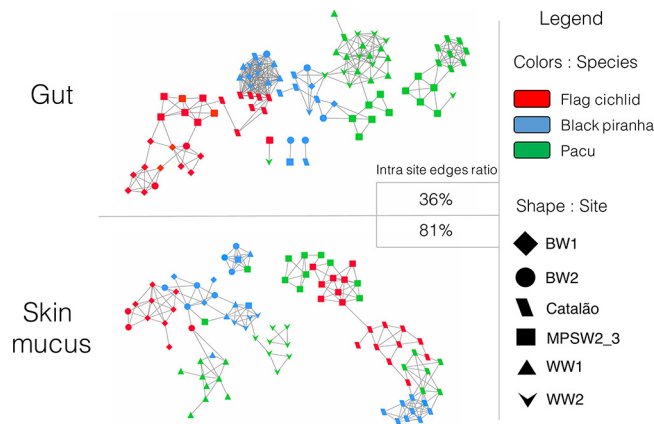 Legend
Colors : Species
Gut
Flag cichlid
Black piranha
Pacu
Intra site edges ratio
36%
81%
Shape : Site
BW1
BW2
Catalão
Skin
mucus
MPSW2_3
WW1
WW2